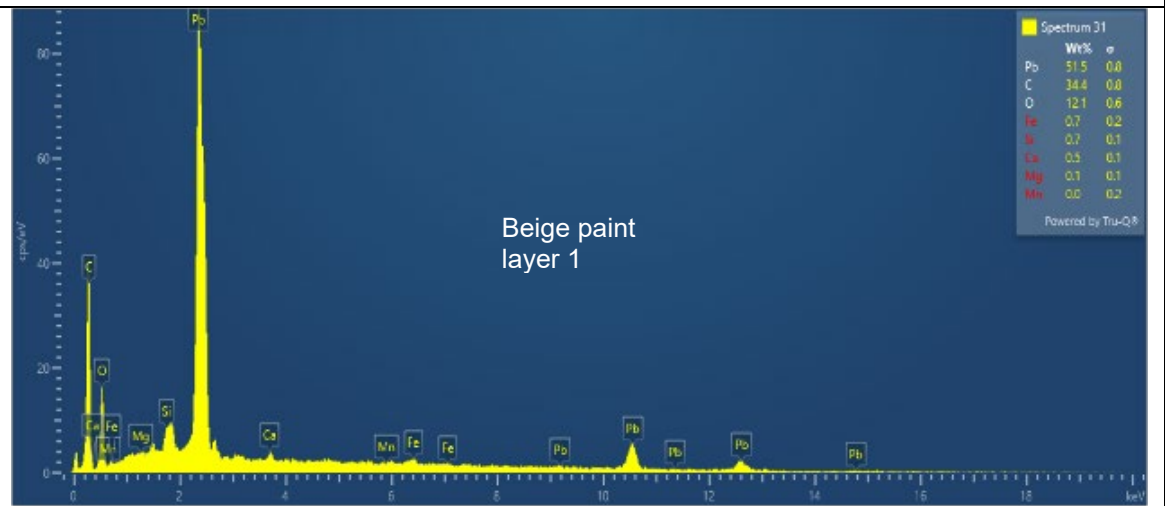 Spectrum 31
Wt% σ
Pb 51.5 0.8
C 34.4 0.8
O 12.1 0.6
Fe 0.7 0.2
Si 0.7 0.1
Ca 0.5 0.1
Mg 0.1 0.1
Mn 0.0 0.2
Powered by Tru-Q®
Pb
80
60
Beige paint
layer 1
cps/eV
40
C
20
O
Ca Fe
Mn
Mg
Si
Ca
Mn
Fe
Fe
Pb
Pb
Pb
Pb
Pb
0
0 2 4 6 8 10 12 14 16 18 keV